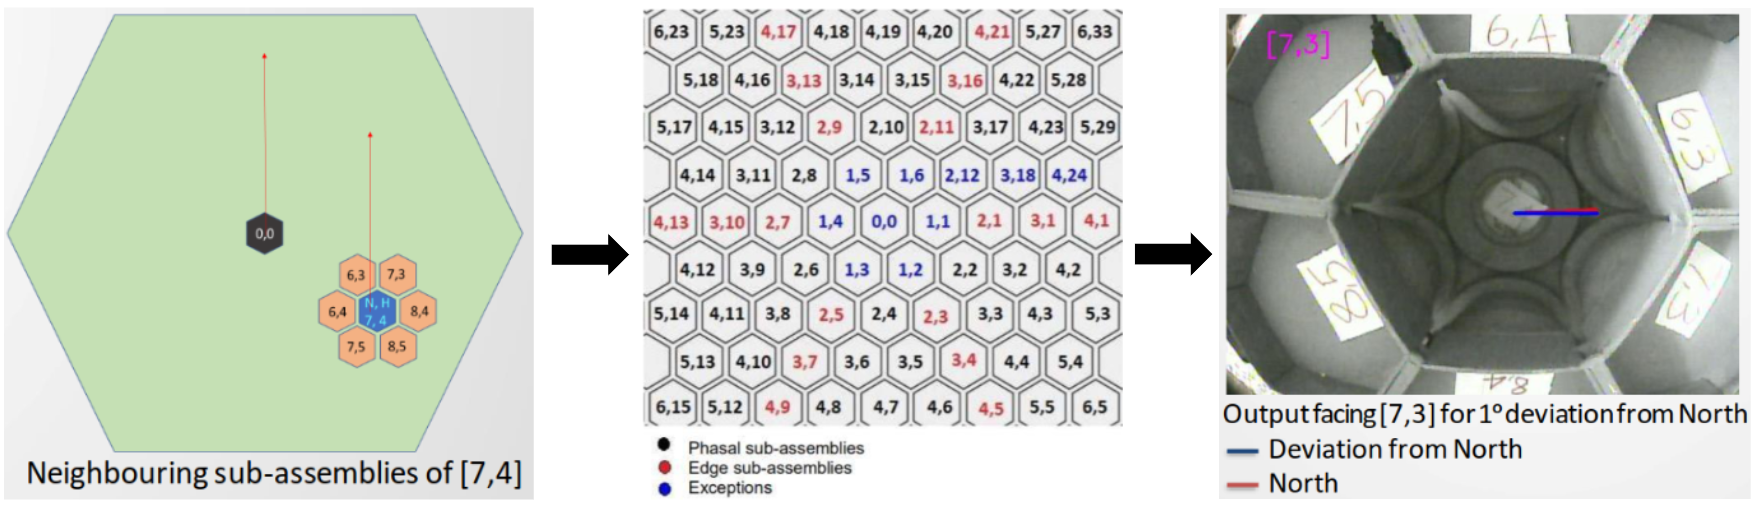 0,0
6,3 7,3
6,4 N, H 8,4
7, 4
7,5 8,5
Neighbouring sub-assemblies of [7,4]
6,23 5,23 4,17 4,18 4,19 4,20 4,21 5,27 6,33
5,18 4,16 3,13 3,14 3,15 3,16 4,22 5,28
5,17 4,15 3,12 2,9 2,10 2,11 3,17 4,23 5,29
4,14 3,11 2,8 1,5 1,6 2,12 3,18 4,24
4,13 3,10 2,7 1,4 0,0 1,1 2,1 3,1 4,1
4,12 3,9 2,6 1,3 1,2 2,2 3,2 4,2
5,14 4,11 3,8 2,5 2,4 2,3 3,3 4,3 5,3
5,13 4,10 3,7 3,6 3,5 3,4 4,4 5,4
6,15 5,12 4,9 4,8 4,7 4,6 4,5 5,5 6,5
Phasal sub-assemblies
Edge sub-assemblies
Exceptions
[7,3]
6,4
7,5
6,3
8,5
7,3
8,4
Output facing [7,3] for 1° deviation from North
Deviation from North
North